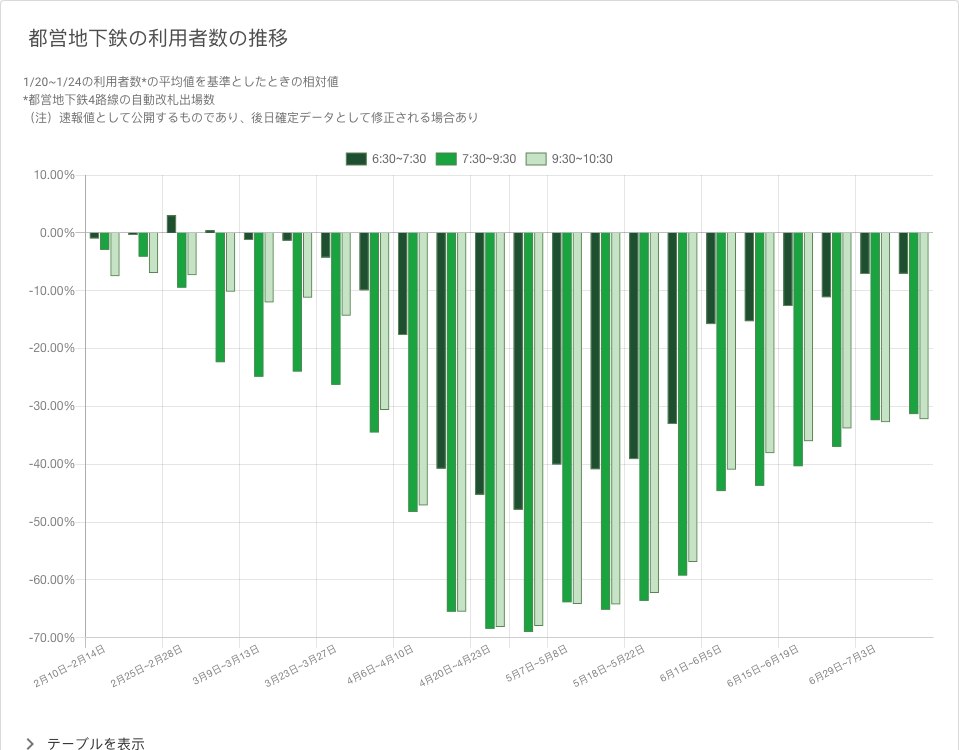 都営地下鉄の利用者数の推移
1/20~1/24の利用者数*の平均値を基準としたときの相対値
*都営地下鉄4路線の自動改札出場数
（注）速報値として公開するものであり、後日確定データとして修正される場合あり
6:30~7:30 7:30~9:30 9:30~10:30
10.00%
0.00%
-10.00%
-20.00%
-30.00%
-40.00%
-50.00%
-60.00%
-70.00%
2月10日~2月14日
2月25日~2月28日
3月9日~3月13日
3月23日~3月27日
4月6日~4月10日
4月20日~4月23日
5月7日~5月8日
5月18日~5月22日
6月1日~6月5日
6月15日~6月19日
6月29日~7月3日
テーブルを表示